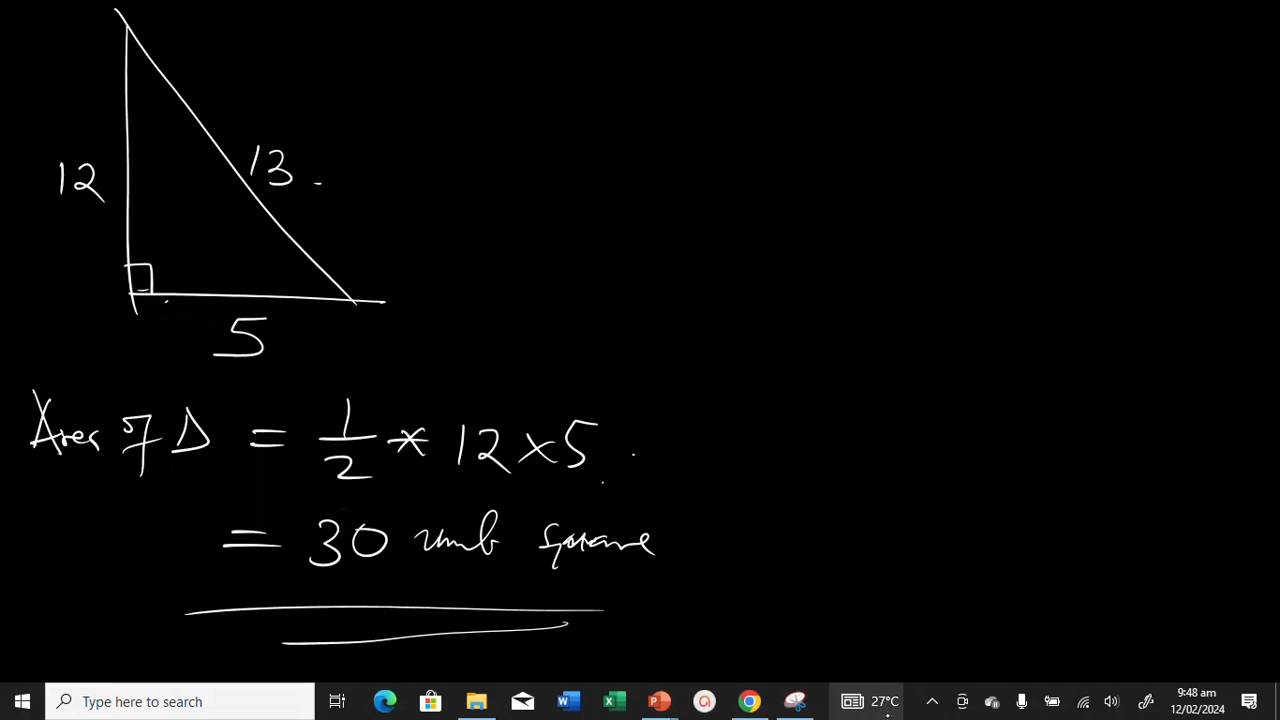 12
13
5
Area of Δ = 1/2 * 12 × 5
= 30 units square
Type here to search
27°C
9:48 am
12/02/2024